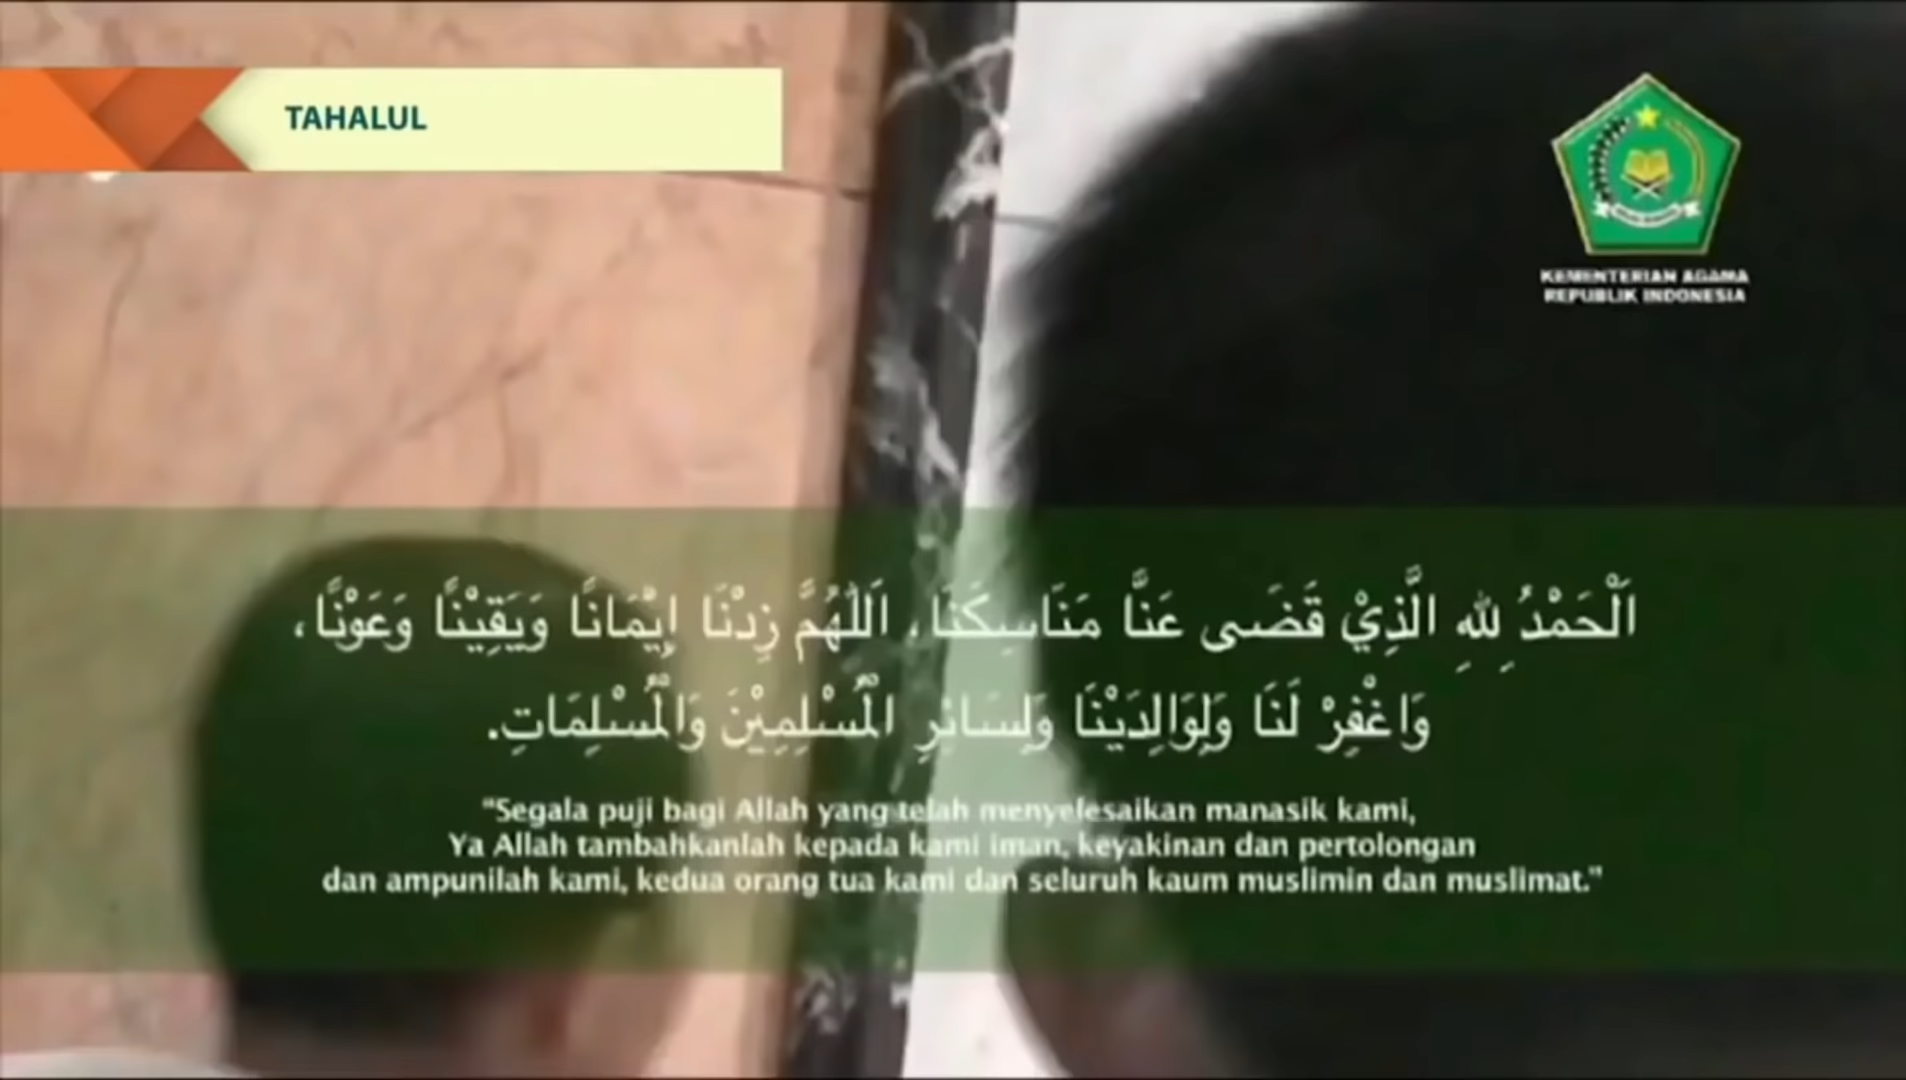 TAHALUL
KEMENTERIAN AGAMA
REPUBLIK INDONESIA
اَلْحَمْدُ لِلهِ الَّذِيْ قَضَى عَنَّا مَنَاسِكَنَا، اَللّٰهُمَّ زِدْنَا إِيْمَانًا وَيَقِيْنًا وَعَوْنًا،
وَاغْفِرْ لَنَا وَلِوَالِدَيْنَا وَلِسَائِرِ الْمُسْلِمِيْنَ وَالْمُسْلِمَاتِ.
"Segala puji bagi Allah yang telah menyelesaikan manasik kami,
Ya Allah tambahkanlah kepada kami iman, keyakinan dan pertolongan
dan ampunilah kami, kedua orang tua kami dan seluruh kaum muslimin dan muslimat."